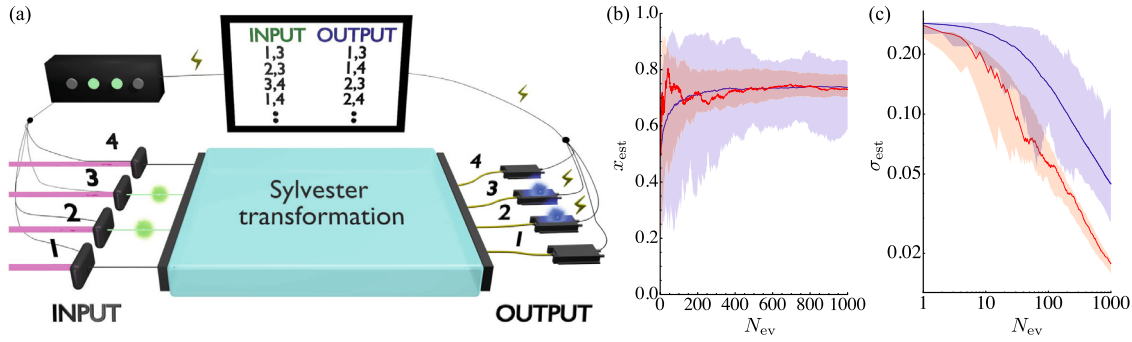 (a)
INPUT OUTPUT
1,3 1,3
2,3 1,4
3,4 2,3
1,4 2,4
4
3
2
1
INPUT
Sylvester
transformation
4
3
2
1
OUTPUT
(b)
1.0
0.8
0.6
0.4
0.2
0.0
x_est
0 200 400 600 800 1000
N_ev
(c)
0.20
0.10
0.05
0.02
σ_est
1 10 100 1000
N_ev